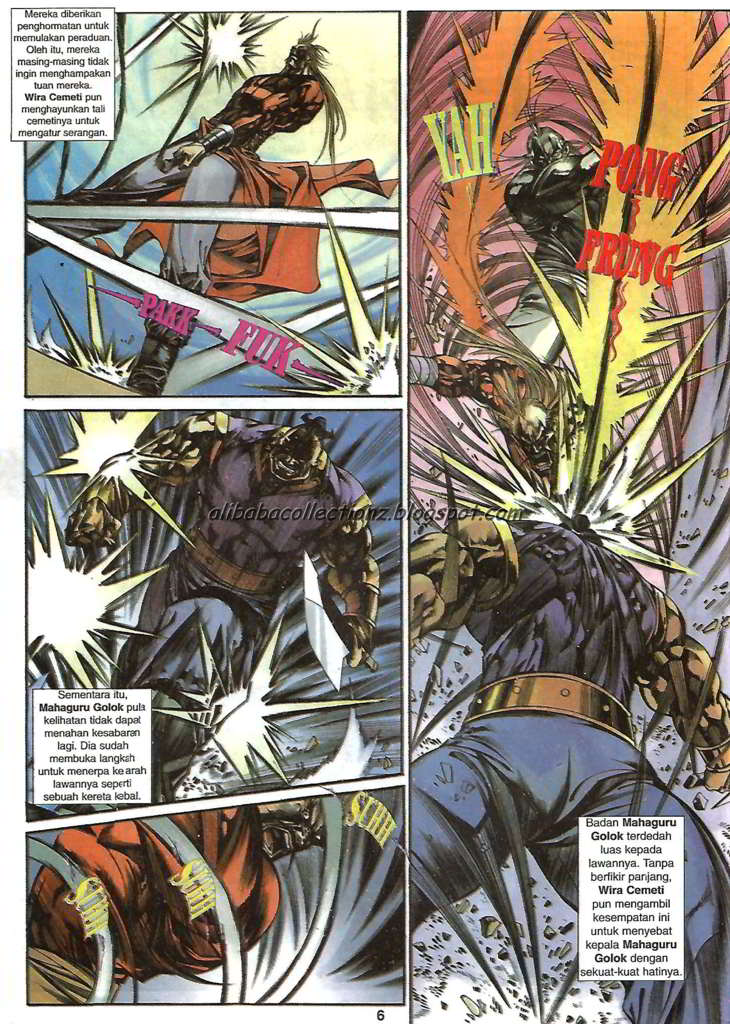 Mereka diberikan
penghormatan untuk
memulakan peraduan.
Oleh itu, mereka
masing-masing tidak
ingin menghampakan
tuan mereka.
Wira Cemeti pun
menghayunkan tali
cemetinya untuk
mengatur serangan.
PAKK
FUK
alibabacollectionz.blogspot.com
Sementara itu,
Mahaguru Golok pula
kelihatan tidak dapat
menahan kesabaran
lagi. Dia sudah
membuka langkah
untuk menerpa ke arah
lawannya seperti
sebuah kereta kebal.
YAH
PONG
PRUNG
Badan Mahaguru
Golok terdedah
luas kepada
lawannya. Tanpa
berfikir panjang,
Wira Cemeti
pun mengambil
kesempatan ini
untuk menyebat
kepala Mahaguru
Golok dengan
sekuat-kuat hatinya.
6